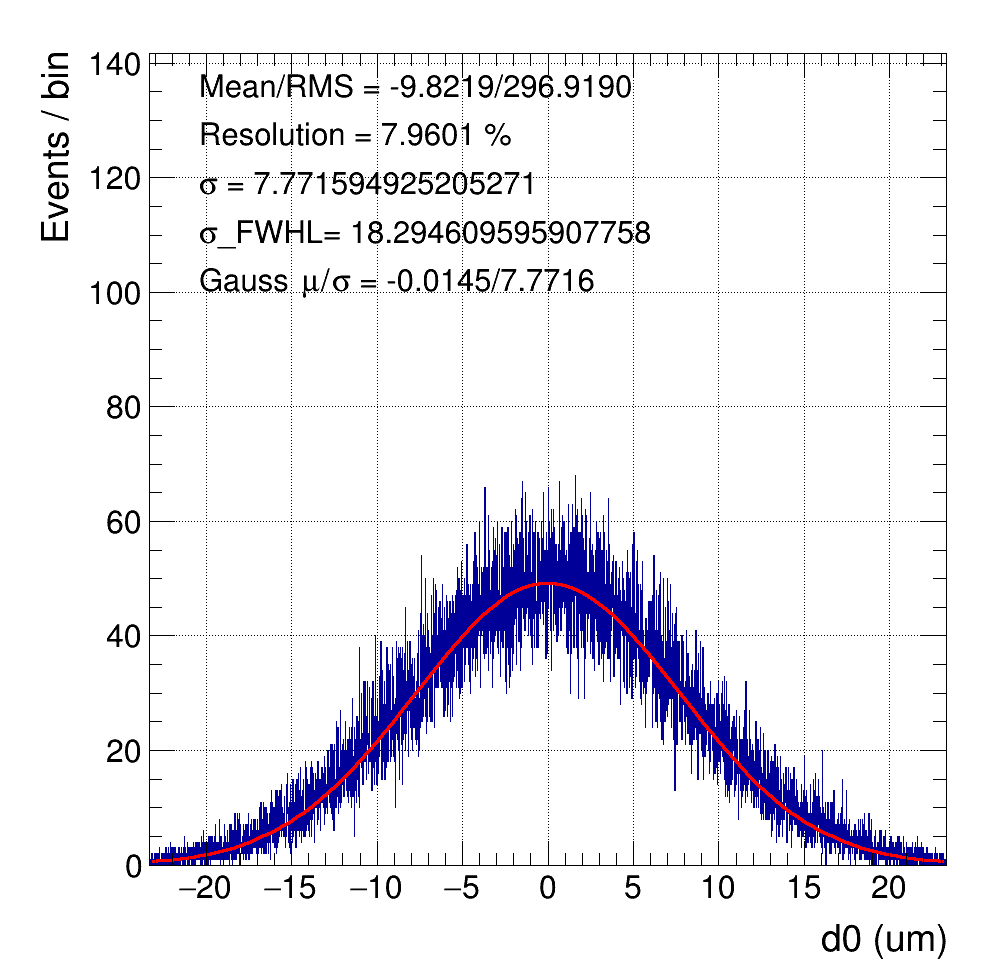 Events / bin
140
120
100
80
60
40
20
0
Mean/RMS = -9.8219/296.9190
Resolution = 7.9601 %
σ = 7.771594925205271
σ_FWHL= 18.294609595907758
Gauss μ/σ = -0.0145/7.7716
−20 −15 −10 −5 0 5 10 15 20
d0 (um)